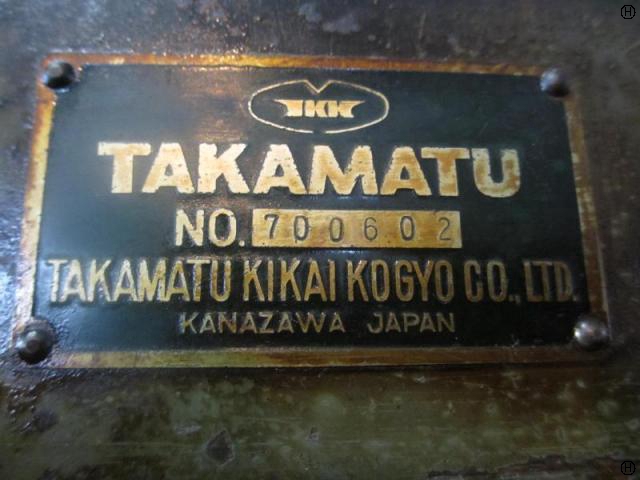 TKK
TAKAMATU
NO. 700602
TAKAMATU KIKAI KOGYO CO., LTD.
KANAZAWA JAPAN
H
H